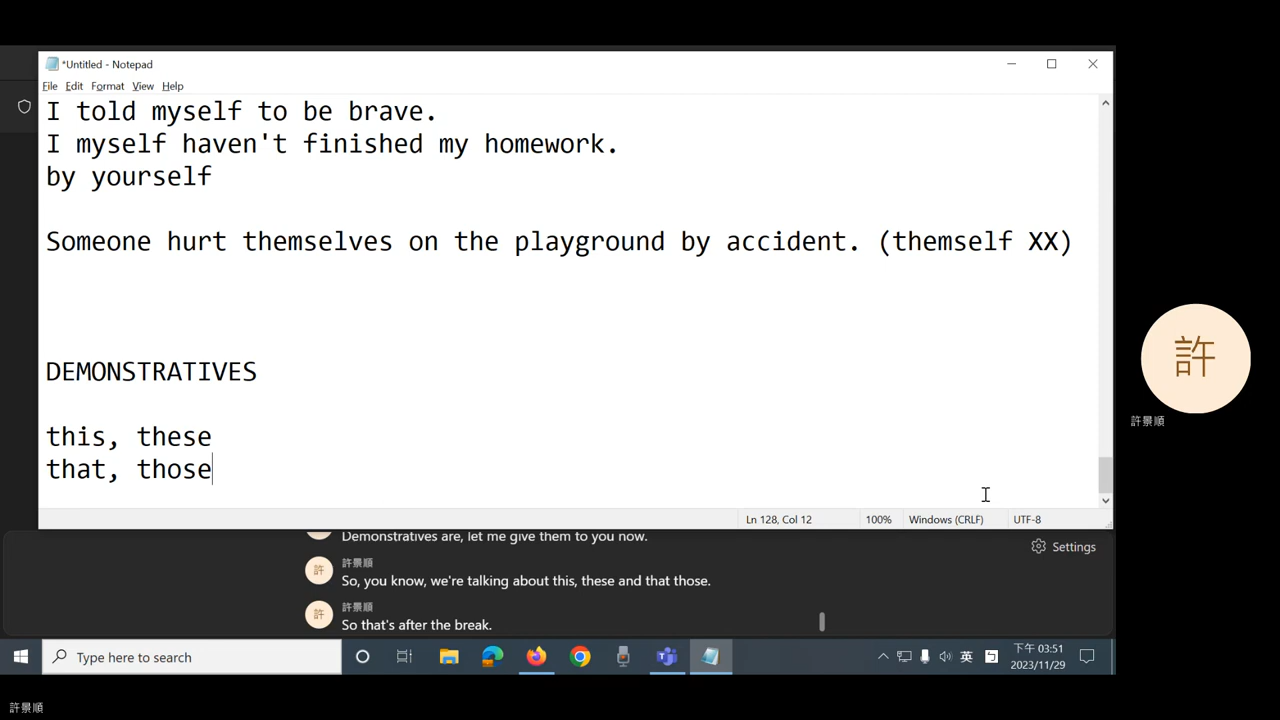 *Untitled - Notepad
File Edit Format View Help
I told myself to be brave.
I myself haven't finished my homework.
by yourself
Someone hurt themselves on the playground by accident. (themself XX)
DEMONSTRATIVES
this, these
that, those
Ln 128, Col 12 100% Windows (CRLF) UTF-8
許
許景順
Demonstratives are, let me give them to you now.
Settings
許景順
許 So, you know, we're talking about this, these and that those.
許景順
許 So that's after the break.
Type here to search
英
下午 03:51
2023/11/29
許景順